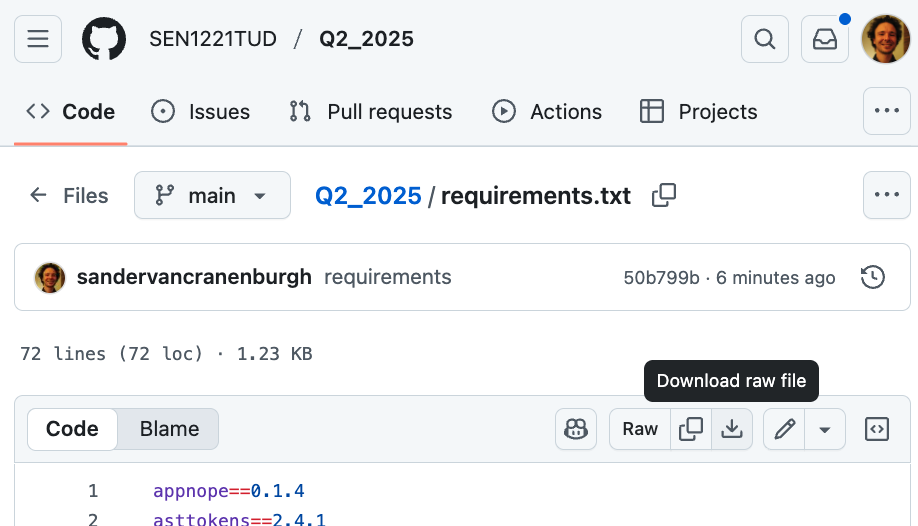 SEN1221TUD / Q2_2025
Code Issues Pull requests Actions Projects
Files main Q2_2025/requirements.txt
sandervancranenburgh requirements 50b799b · 6 minutes ago
72 lines (72 loc) · 1.23 KB
Download raw file
Code Blame Raw
1 appnope==0.1.4
2 asttokens==2.4.1